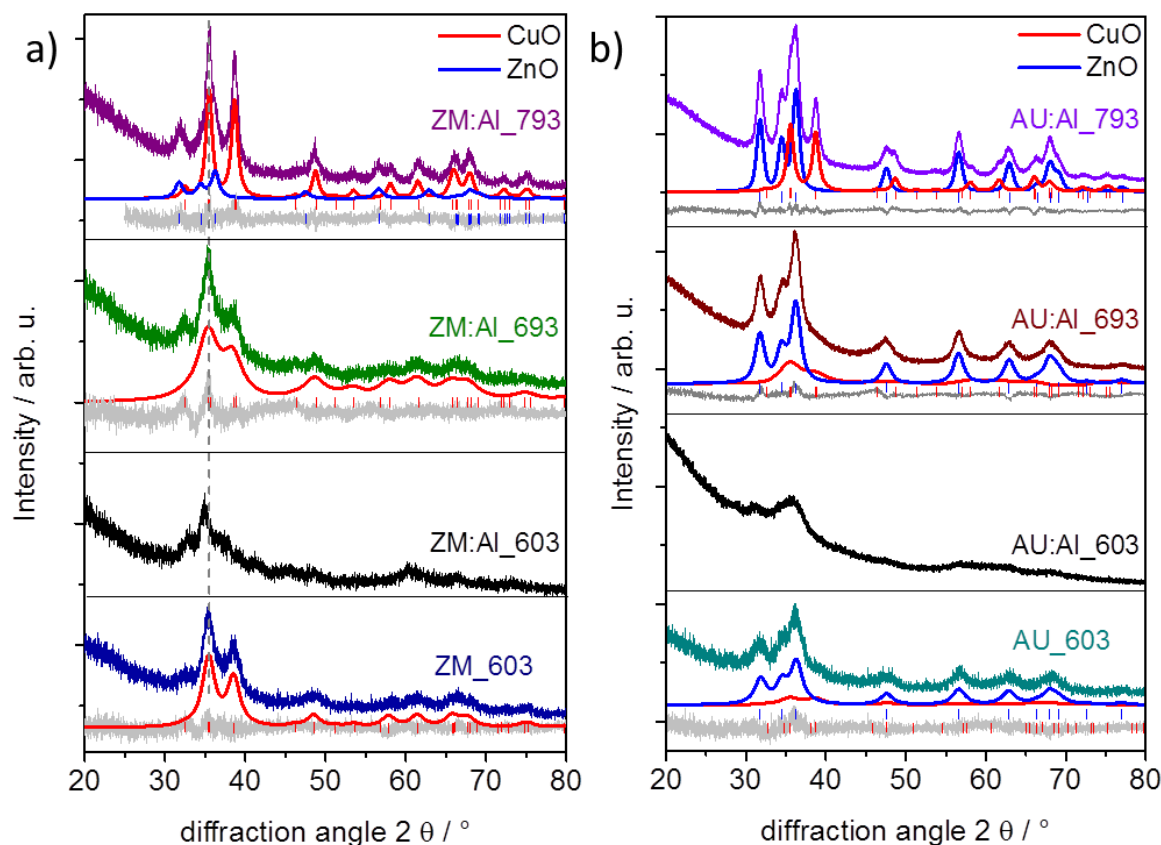 a)
CuO
ZnO
ZM:Al_793
ZM:Al_693
ZM:Al_603
ZM_603
Intensity / arb. u.
20 30 40 50 60 70 80
diffraction angle 2 θ / °
b)
CuO
ZnO
AU:Al_793
AU:Al_693
AU:Al_603
AU_603
Intensity / arb. u.
20 30 40 50 60 70 80
diffraction angle 2 θ / °